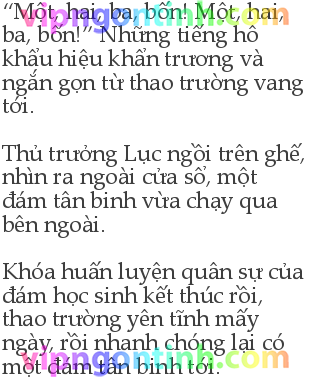 “Một, hai, ba, bốn! Một, hai,
vipngontinh.com
ba, bốn!” Những tiếng hô
khẩu hiệu khẩn trương và
ngắn gọn từ thao trường vang
tới.
Thủ trưởng Lục ngồi trên ghế,
nhìn ra ngoài cửa sổ, một
đám tân binh vừa chạy qua
bên ngoài.
Khóa huấn luyện quân sự của
đám học sinh kết thúc rồi,
thao trường yên tĩnh mấy
ngày, rồi nhanh chóng lại có
vipngontinh.com
một đám tân binh tới.